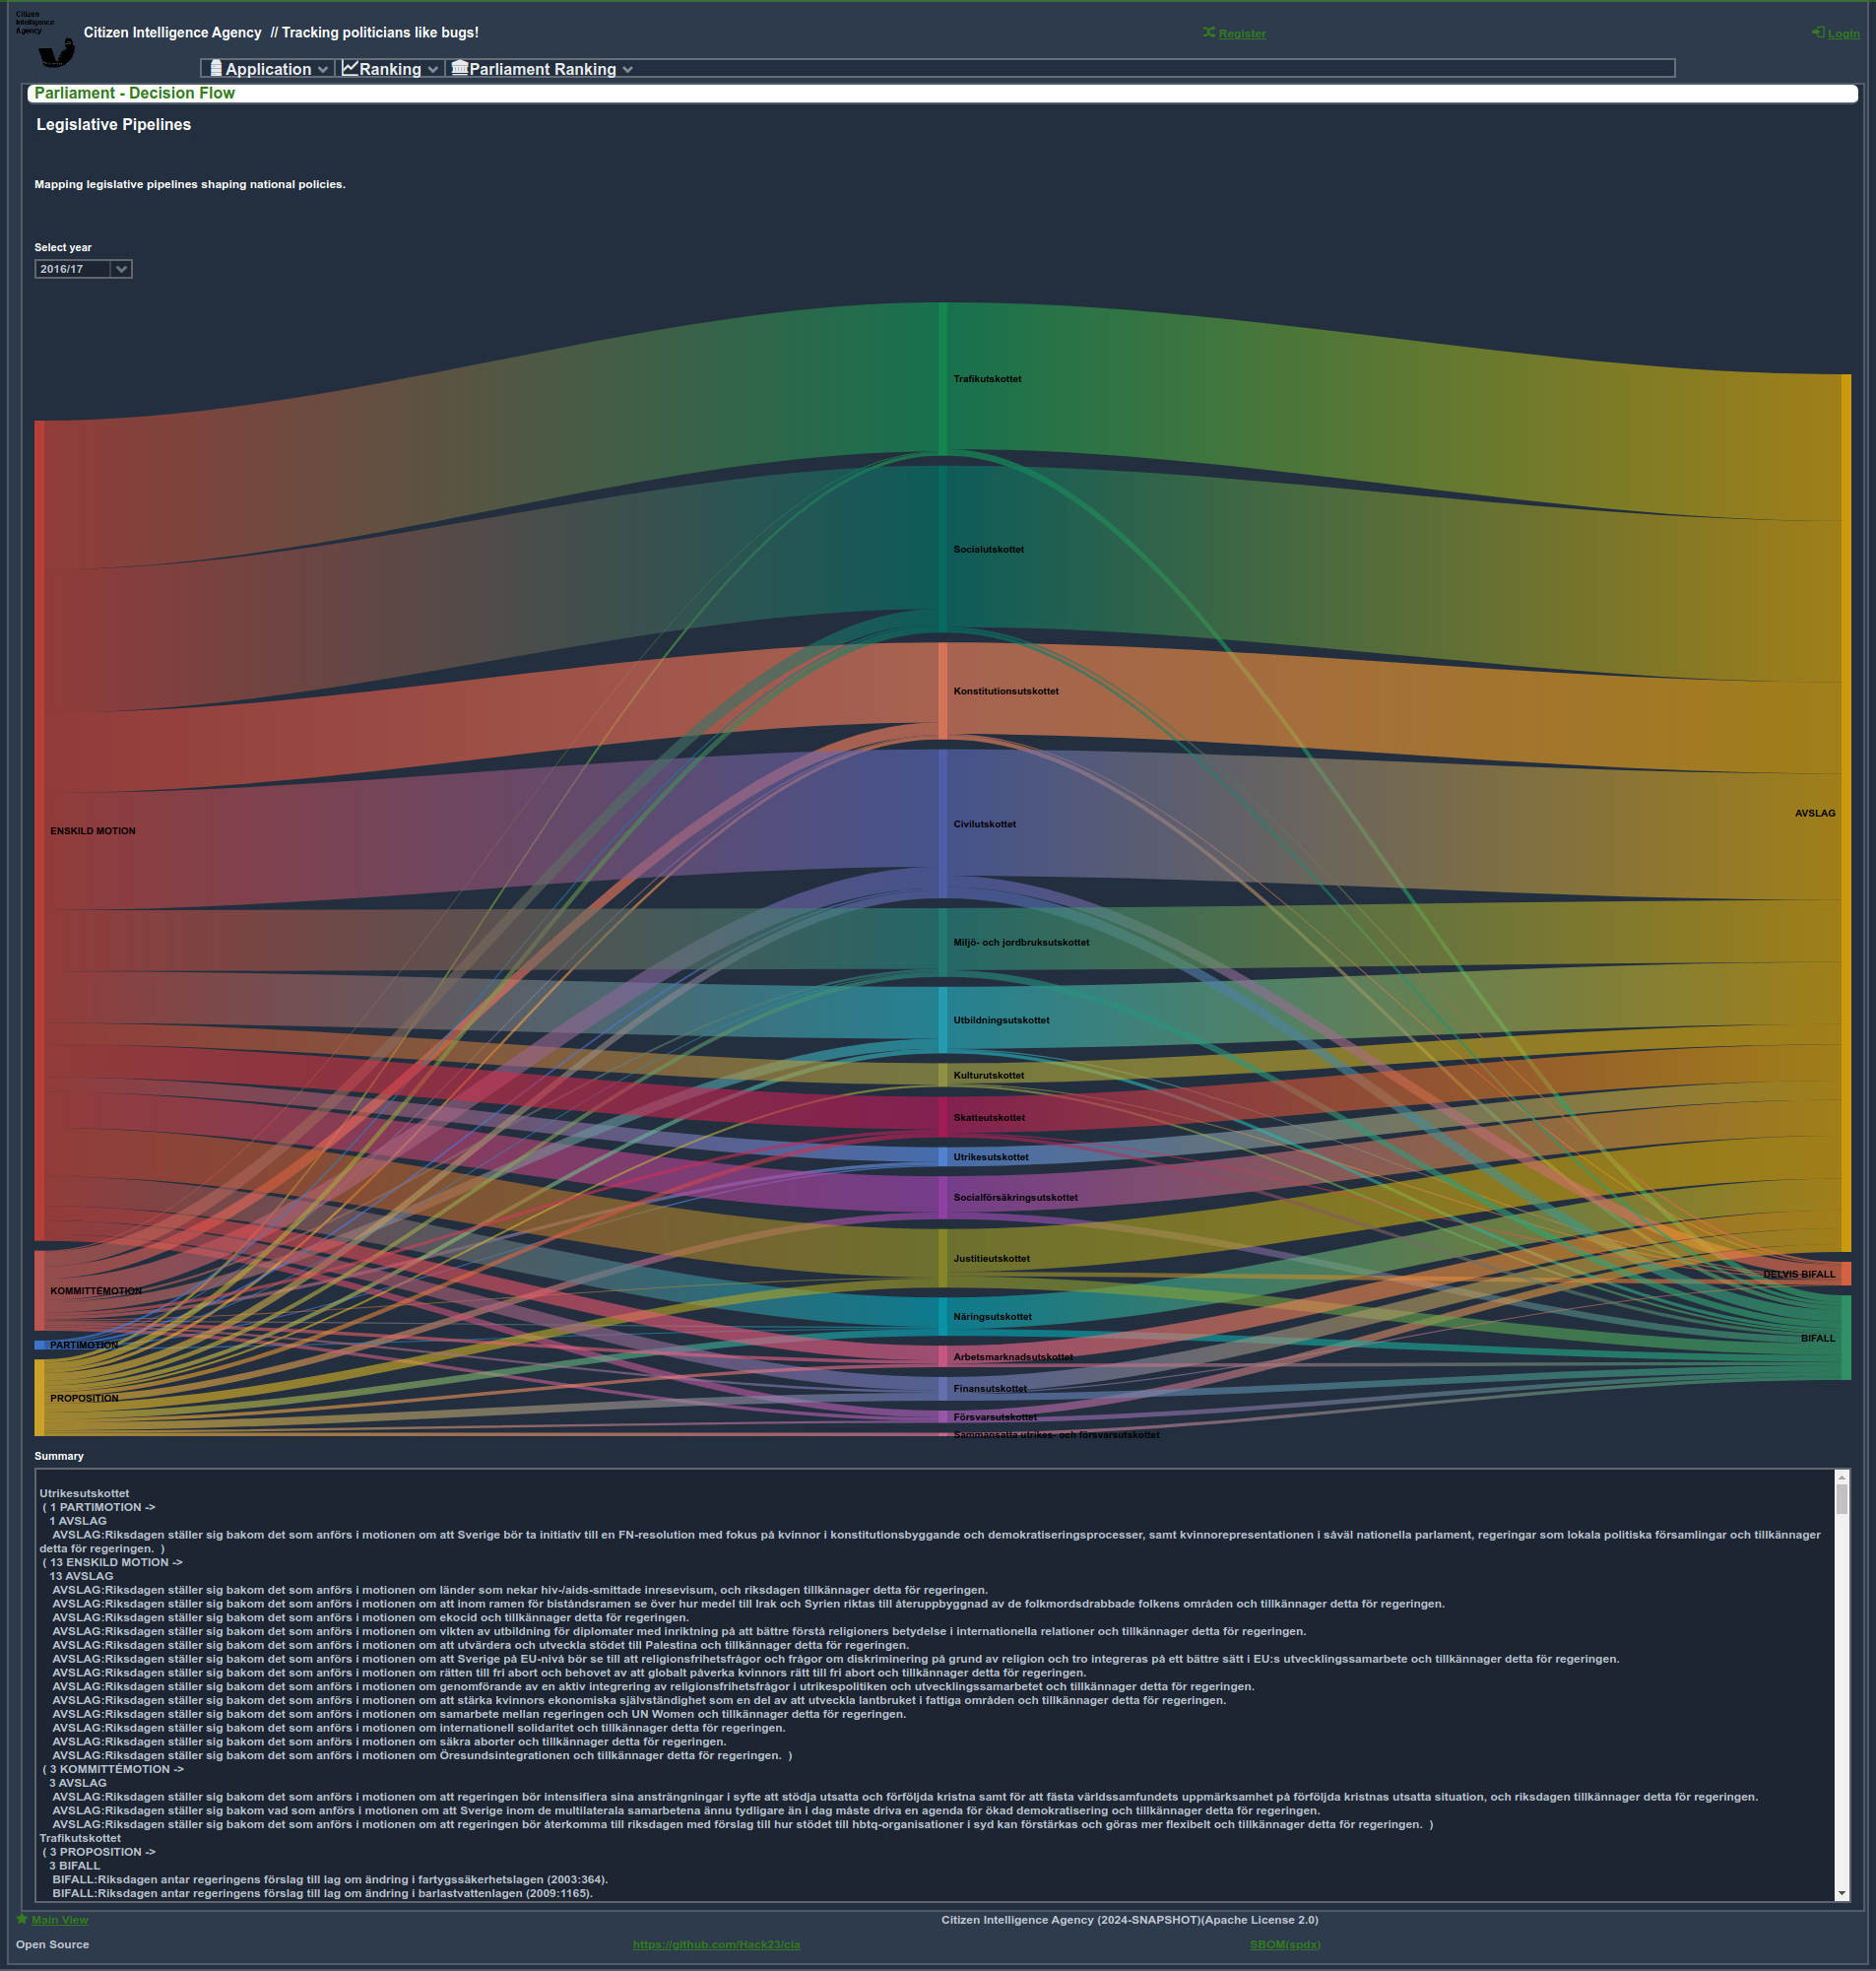 Citizen
Intelligence
Agency
Citizen Intelligence Agency // Tracking politicians like bugs!
Register
Login
Application
Ranking
Parliament Ranking
Parliament - Decision Flow
Legislative Pipelines
Mapping legislative pipelines shaping national policies.
Select year
2016/17
Trafikutskottet
Socialutskottet
Konstitutionsutskottet
Civilutskottet
AVSLAG
ENSKILD MOTION
Miljö- och jordbruksutskottet
Utbildningsutskottet
Kulturutskottet
Skatteutskottet
Utrikesutskottet
Socialförsäkringsutskottet
Justitieutskottet
DELVIS BIFALL
KOMMITTÉMOTION
Näringsutskottet
BIFALL
PARTIMOTION
Arbetsmarknadsutskottet
Finansutskottet
PROPOSITION
Försvarsutskottet
Sammansatta utrikes- och försvarsutskottet
Summary
Utrikesutskottet
( 1 PARTIMOTION ->
1 AVSLAG
AVSLAG:Riksdagen ställer sig bakom det som anförs i motionen om att Sverige bör ta initiativ till en FN-resolution med fokus på kvinnor i konstitutionsbyggande och demokratiseringsprocesser, samt kvinnorepresentationen i såväl nationella parlament, regeringar som lokala politiska församlingar och tillkännager
detta för regeringen. )
( 13 ENSKILD MOTION ->
13 AVSLAG
AVSLAG:Riksdagen ställer sig bakom det som anförs i motionen om länder som nekar hiv-/aids-smittade inresevisum, och riksdagen tillkännager detta för regeringen.
AVSLAG:Riksdagen ställer sig bakom det som anförs i motionen om att inom ramen för biståndsramen se över hur medel till Irak och Syrien riktas till återuppbyggnad av de folkmordsdrabbade folkens områden och tillkännager detta för regeringen.
AVSLAG:Riksdagen ställer sig bakom det som anförs i motionen om ekocid och tillkännager detta för regeringen.
AVSLAG:Riksdagen ställer sig bakom det som anförs i motionen om vikten av utbildning för diplomater med inriktning på att bättre förstå religioners betydelse i internationella relationer och tillkännager detta för regeringen.
AVSLAG:Riksdagen ställer sig bakom det som anförs i motionen om att utvärdera och utveckla stödet till Palestina och tillkännager detta för regeringen.
AVSLAG:Riksdagen ställer sig bakom det som anförs i motionen om att Sverige på EU-nivå bör se till att religionsfrihetsfrågor och frågor om diskriminering på grund av religion och tro integreras på ett bättre sätt i EU:s utvecklingssamarbete och tillkännager detta för regeringen.
AVSLAG:Riksdagen ställer sig bakom det som anförs i motionen om rätten till fri abort och behovet av att globalt påverka kvinnors rätt till fri abort och tillkännager detta för regeringen.
AVSLAG:Riksdagen ställer sig bakom det som anförs i motionen om genomförande av en aktiv integrering av religionsfrihetsfrågor i utrikespolitiken och utvecklingssamarbetet och tillkännager detta för regeringen.
AVSLAG:Riksdagen ställer sig bakom det som anförs i motionen om att stärka kvinnors ekonomiska självständighet som en del av att utveckla lantbruket i fattiga områden och tillkännager detta för regeringen.
AVSLAG:Riksdagen ställer sig bakom det som anförs i motionen om samarbete mellan regeringen och UN Women och tillkännager detta för regeringen.
AVSLAG:Riksdagen ställer sig bakom det som anförs i motionen om internationell solidaritet och tillkännager detta för regeringen.
AVSLAG:Riksdagen ställer sig bakom det som anförs i motionen om säkra aborter och tillkännager detta för regeringen.
AVSLAG:Riksdagen ställer sig bakom det som anförs i motionen om Öresundsintegrationen och tillkännager detta för regeringen. )
( 3 KOMMITTÉMOTION ->
3 AVSLAG
AVSLAG:Riksdagen ställer sig bakom det som anförs i motionen om att regeringen bör intensifiera sina ansträngningar i syfte att stödja utsatta och förföljda kristna samt för att fästa världssamfundets uppmärksamhet på förföljda kristnas utsatta situation, och riksdagen tillkännager detta för regeringen.
AVSLAG:Riksdagen ställer sig bakom vad som anförs i motionen om att Sverige inom de multilaterala samarbetena ännu tydligare än i dag måste driva en agenda för ökad demokratisering och tillkännager detta för regeringen.
AVSLAG:Riksdagen ställer sig bakom det som anförs i motionen om att regeringen bör återkomma till riksdagen med förslag till hur stödet till hbtq-organisationer i syd kan förstärkas och göras mer flexibelt och tillkännager detta för regeringen. )
Trafikutskottet
( 3 PROPOSITION ->
3 BIFALL
BIFALL:Riksdagen antar regeringens förslag till lag om ändring i fartygssäkerhetslagen (2003:364).
BIFALL:Riksdagen antar regeringens förslag till lag om ändring i barlastvattenlagen (2009:1165).
Main View
Citizen Intelligence Agency (2024-SNAPSHOT)(Apache License 2.0)
Open Source
https://github.com/Hack23/cia
SBOM(spdx)